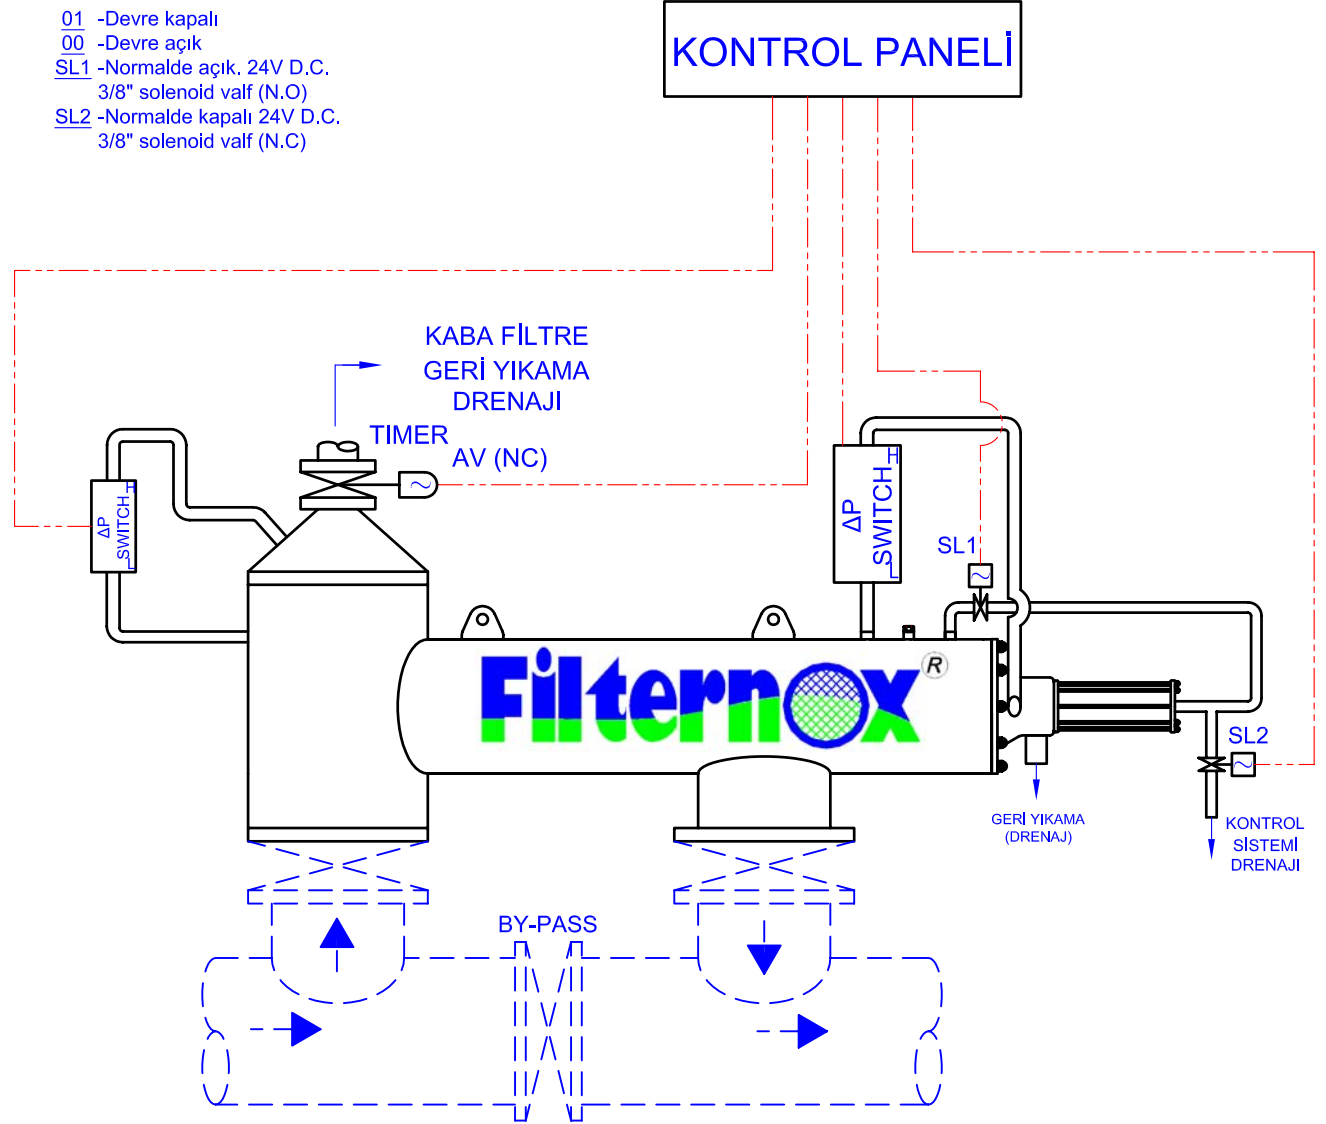 01 -Devre kapalı
00 -Devre açık
SL1 -Normalde açık. 24V D.C.
3/8" solenoid valf (N.O)
SL2 -Normalde kapalı 24V D.C.
3/8" solenoid valf (N.C)
KONTROL PANELİ
KABA FİLTRE
GERİ YIKAMA
DRENAJI
TIMER
AV (NC)
H
ΔP
SWITCH
L
H
ΔP
SWITCH
L
SL1
Filternox ®
SL2
GERİ YIKAMA
(DRENAJ)
KONTROL
SİSTEMİ
DRENAJI
BY-PASS